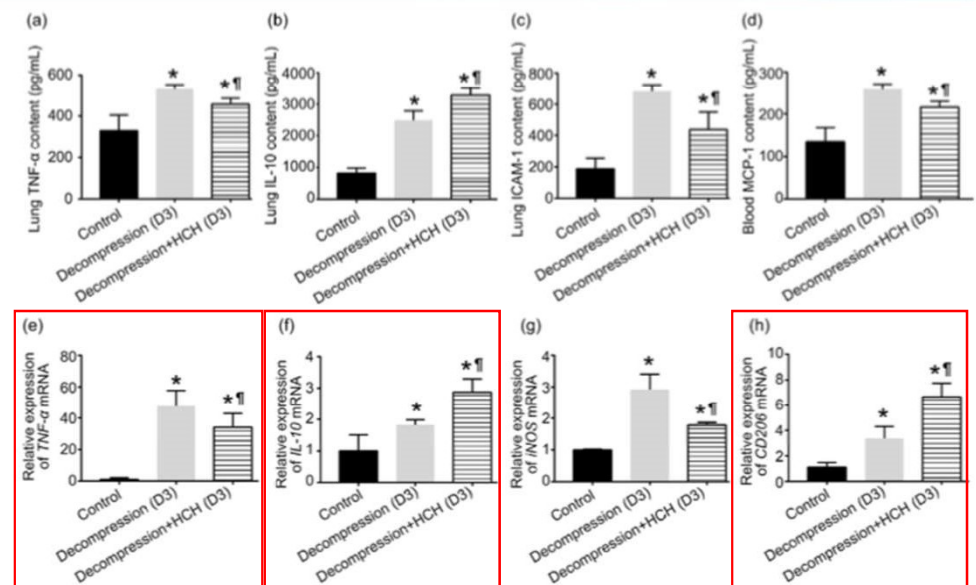 (a)
Lung TNF-α content (pg/mL)
600
400
200
0
*
*¶
Control
Decompression (D3)
Decompression+HCH (D3)
(b)
Lung IL-10 content (pg/mL)
4000
3000
2000
1000
0
*
*¶
Control
Decompression (D3)
Decompression+HCH (D3)
(c)
Lung ICAM-1 content (pg/mL)
800
600
400
200
0
*
*¶
Control
Decompression (D3)
Decompression+HCH (D3)
(d)
Blood MCP-1 content (pg/mL)
300
200
100
0
*
*¶
Control
Decompression (D3)
Decompression+HCH (D3)
(e)
Relative expression
of TNF-α mRNA
80
60
40
20
0
*
*¶
Control
Decompression (D3)
Decompression+HCH (D3)
(f)
Relative expression
of IL-10 mRNA
4
3
2
1
0
*
*¶
Control
Decompression (D3)
Decompression+HCH (D3)
(g)
Relative expression
of iNOS mRNA
4
3
2
1
0
*
*¶
Control
Decompression (D3)
Decompression+HCH (D3)
(h)
Relative expression
of CD206 mRNA
10
8
6
4
2
0
*
*¶
Control
Decompression (D3)
Decompression+HCH (D3)